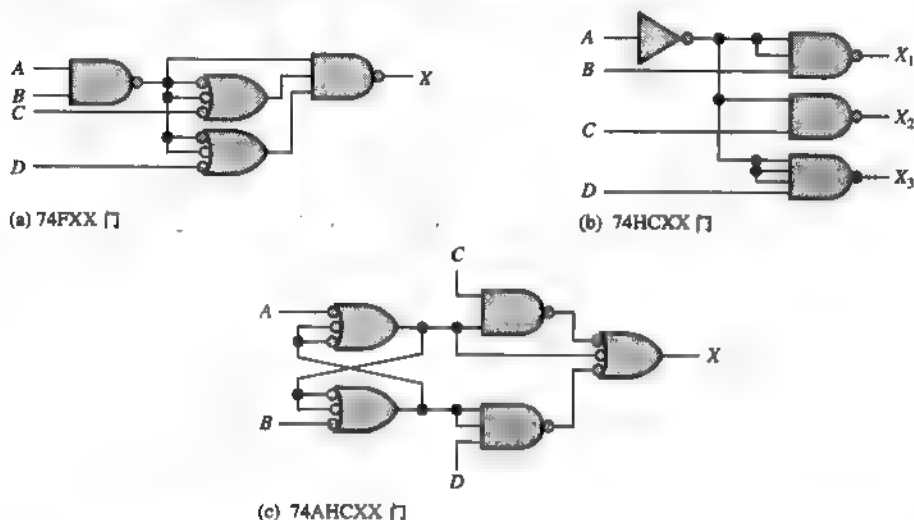 A
B
C
D
X
(a) 74FXX 门
A
B
C
D
X₁
X₂
X₃
(b) 74HCXX 门
C
A
B
D
X
(c) 74AHCXX 门